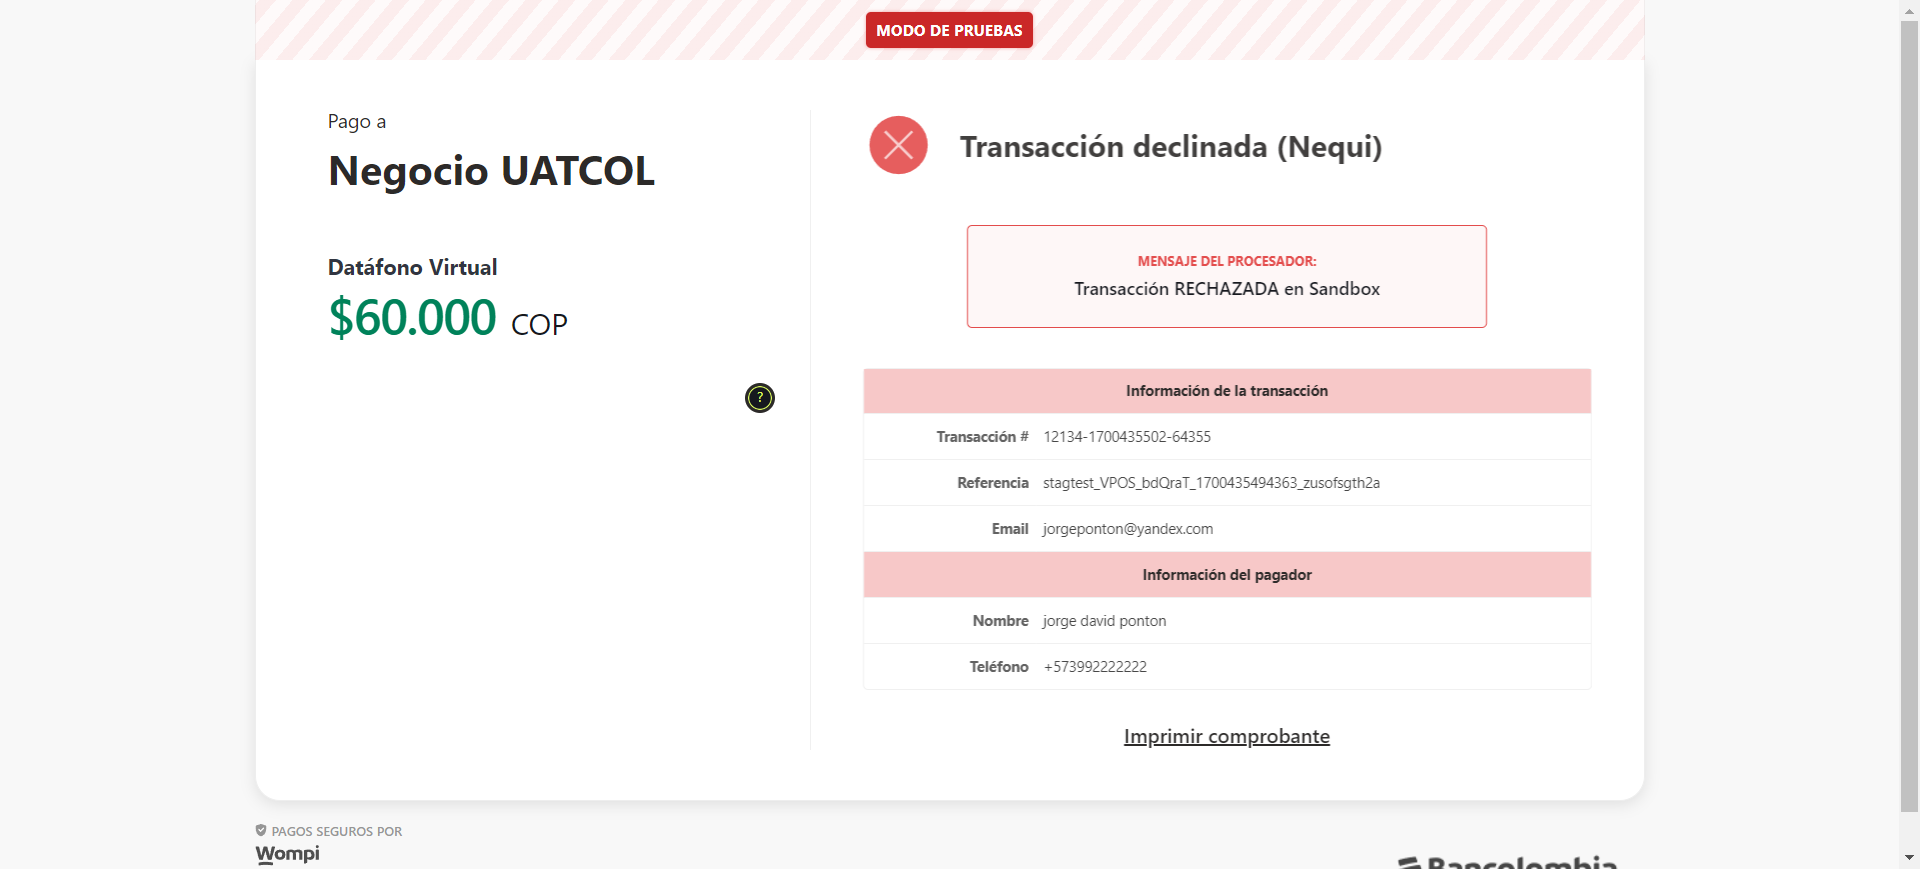 MODO DE PRUEBAS
Pago a
Negocio UATCOL
Datáfono Virtual
$60.000 COP
?
Transacción declinada (Nequi)
MENSAJE DEL PROCESADOR:
Transacción RECHAZADA en Sandbox
Información de la transacción
Transacción # 12134-1700435502-64355
Referencia stagtest_VPOS_bdQraT_1700435494363_zusofsgth2a
Email jorgeponton@yandex.com
Información del pagador
Nombre jorge david ponton
Teléfono +573992222222
Imprimir comprobante
PAGOS SEGUROS POR
Wompi
Bancolombia